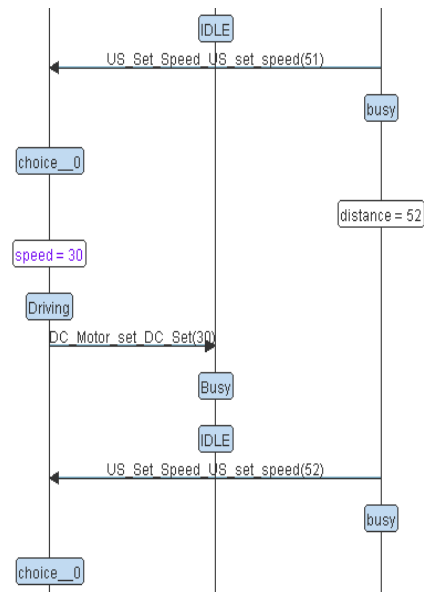 IDLE
US_Set_Speed_US_set_speed(51)
busy
choice__0
distance = 52
speed = 30
Driving
DC_Motor_set_DC_Set(30)
Busy
IDLE
US_Set_Speed_US_set_speed(52)
busy
choice__0